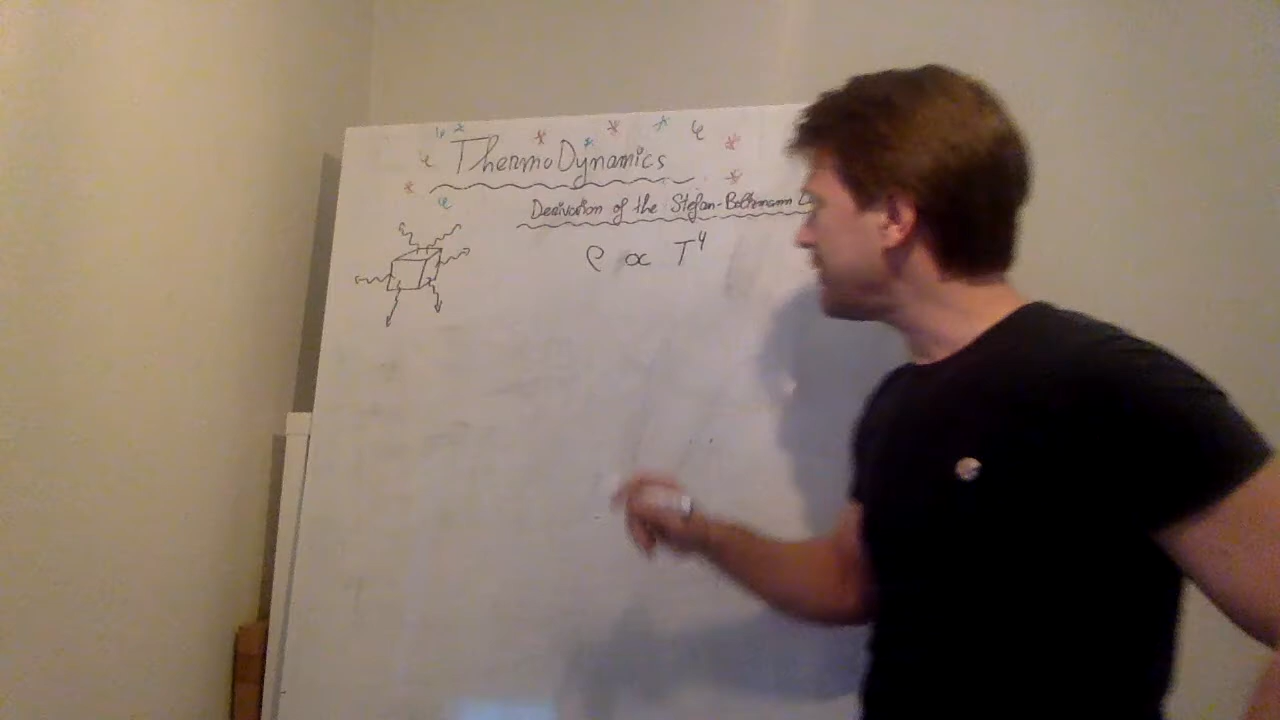 ThermoDynamics
Derivation of the Stefan-Boltzmann
ρ ∝ T⁴